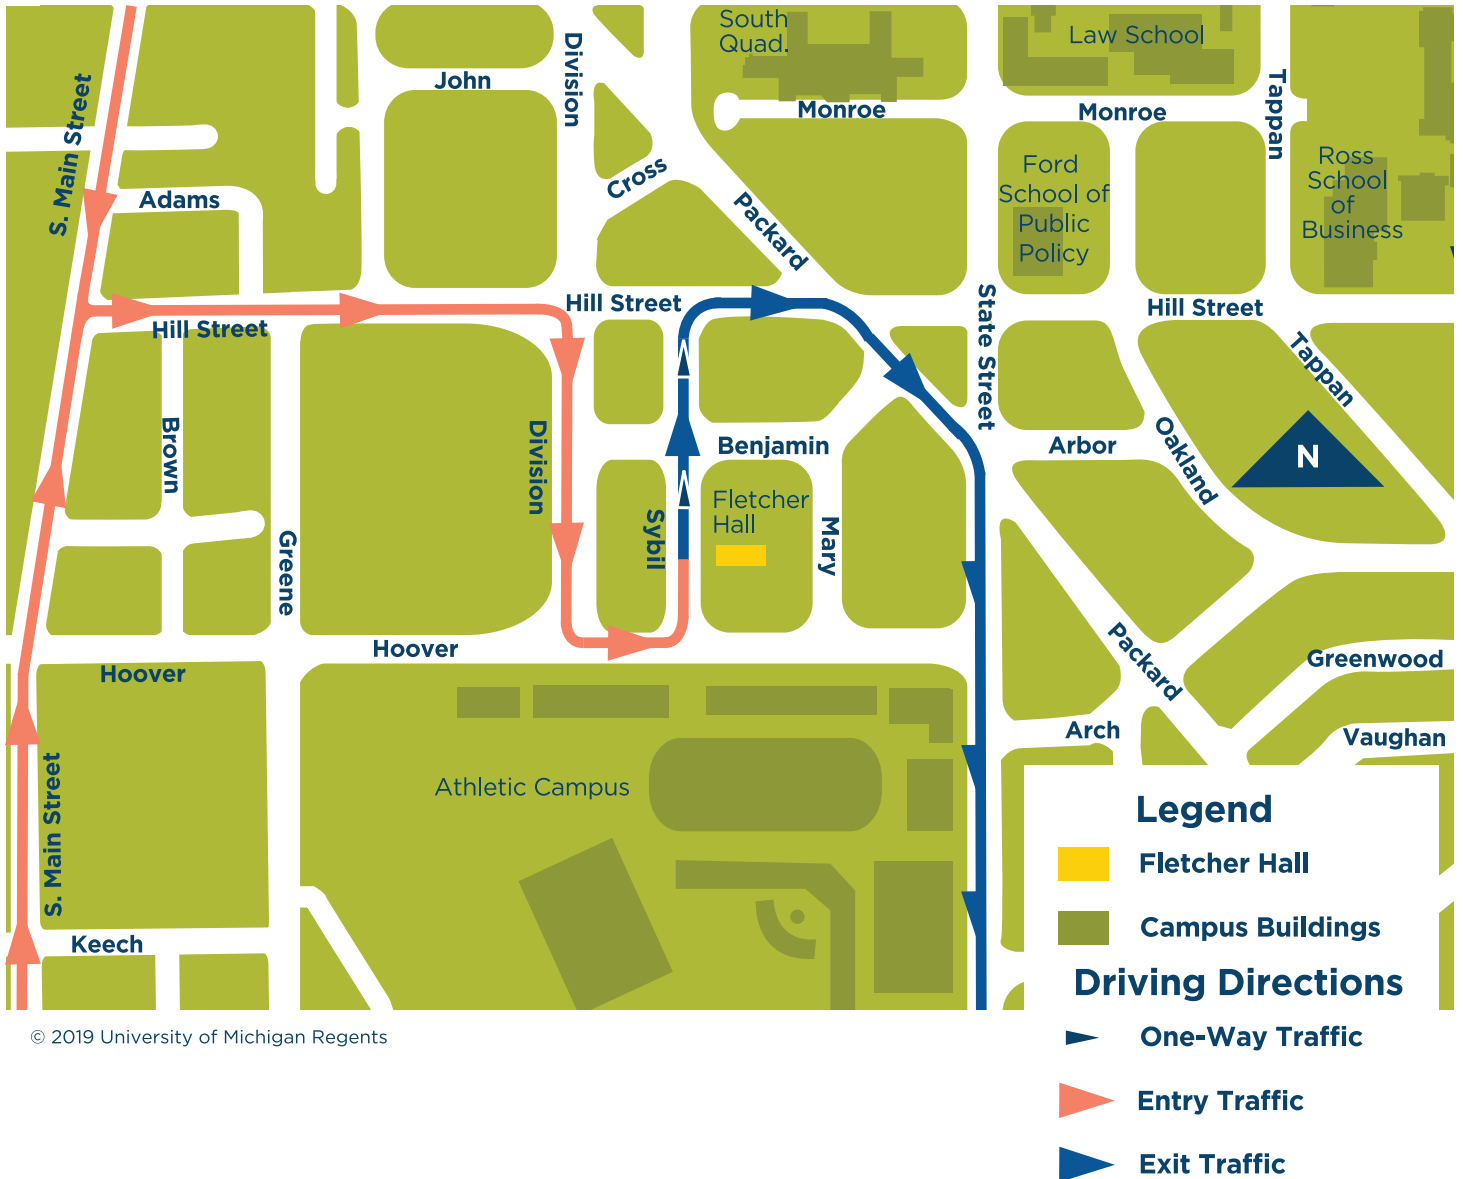 South
Quad.
Law School
Division
John
Tappan
Monroe
Monroe
S. Main Street
Ross
School
of
Business
Ford
School of
Public
Policy
Cross
Adams
Packard
Hill Street
Hill Street
Hill Street
State Street
Tappan
Brown
Division
Benjamin
Arbor
Oakland
N
Fletcher
Hall
Sybil
Mary
Greene
Hoover
Hoover
Packard
Greenwood
Arch
Vaughan
S. Main Street
Athletic Campus
Keech
Legend
Fletcher Hall
Campus Buildings
Driving Directions
One-Way Traffic
Entry Traffic
Exit Traffic
© 2019 University of Michigan Regents